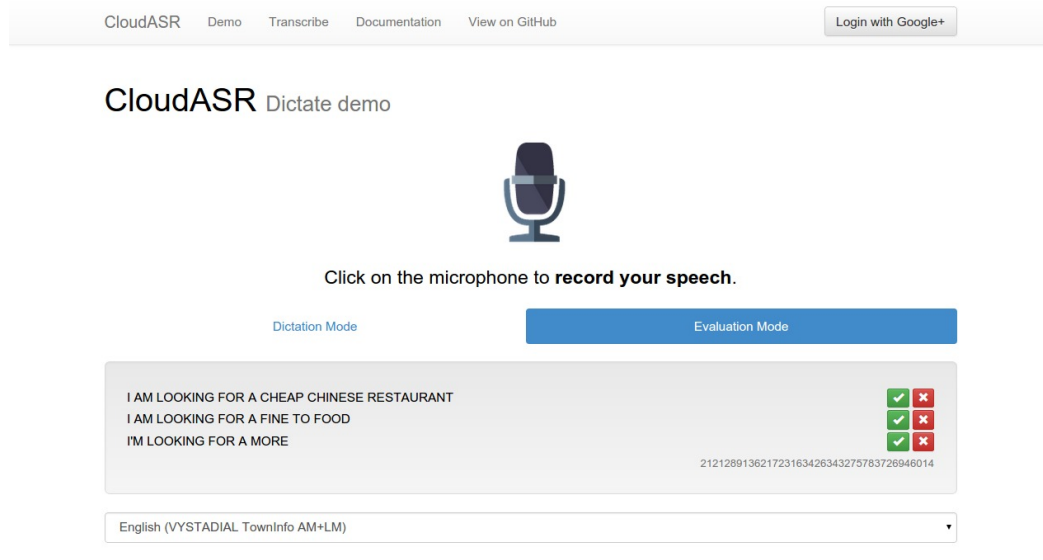 CloudASR Demo Transcribe Documentation View on GitHub Login with Google+
CloudASR Dictate demo
Click on the microphone to record your speech.
Dictation Mode Evaluation Mode
I AM LOOKING FOR A CHEAP CHINESE RESTAURANT
I AM LOOKING FOR A FINE TO FOOD
I'M LOOKING FOR A MORE
212128913621723163426343275783726946014
English (VYSTADIAL TownInfo AM+LM)